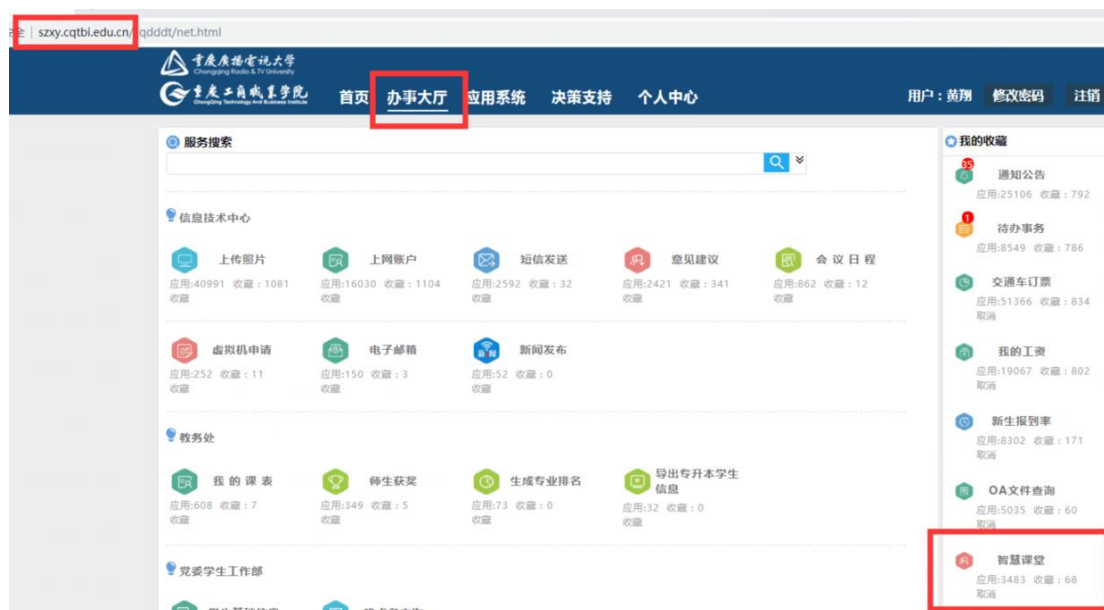 szxy.cqtbi.edu.cn/cqdddt/net.html
重庆广播电视大学
Chongqing Radio & TV University
重庆工商职业学院
ChongQing Technology And Business Institute
首页 办事大厅 应用系统 决策支持 个人中心
用户：黄翔 修改密码 注销
服务搜索
信息技术中心
上传照片 上网账户 短信发送 意见建议 会议日程
应用:40991 收藏：1081 应用:16030 收藏：1104 应用:2592 收藏：32 应用:2421 收藏：341 应用:862 收藏：12
收藏 收藏 收藏 收藏 收藏
虚拟机申请 电子邮箱 新闻发布
应用:252 收藏：11 应用:150 收藏：3 应用:52 收藏：0
收藏 收藏 收藏
教务处
我的课表 师生获奖 生成专业排名 导出专升本学生
信息
应用:608 收藏：7 应用:349 收藏：5 应用:73 收藏：0 应用:32 收藏：0
收藏 收藏 收藏 收藏
党委学生工作部
我的收藏
35
通知公告
应用:25106 收藏：792
1
待办事务
应用:8549 收藏：786
交通车订票
应用:51366 收藏：834
取消
我的工资
应用:19067 收藏：802
取消
新生报到率
应用:8302 收藏：171
取消
OA文件查询
应用:5035 收藏：60
取消
智慧课堂
应用:3483 收藏：68
取消